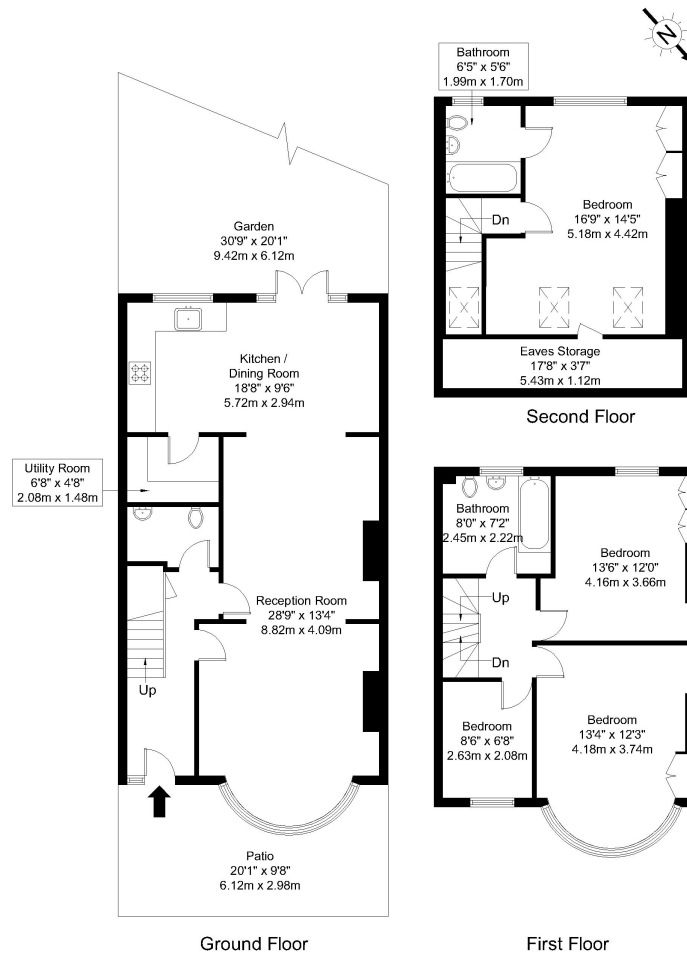 N
Bathroom
6'5" x 5'6"
1.99m x 1.70m
Dn
Bedroom
16'9" x 14'5"
5.18m x 4.42m
Eaves Storage
17'8" x 3'7"
5.43m x 1.12m
Second Floor
Garden
30'9" x 20'1"
9.42m x 6.12m
Kitchen /
Dining Room
18'8" x 9'6"
5.72m x 2.94m
Utility Room
6'8" x 4'8"
2.08m x 1.48m
Reception Room
28'9" x 13'4"
8.82m x 4.09m
Up
Patio
20'1" x 9'8"
6.12m x 2.98m
Ground Floor
Bathroom
8'0" x 7'2"
2.45m x 2.22m
Bedroom
13'6" x 12'0"
4.16m x 3.66m
Up
Dn
Bedroom
8'6" x 6'8"
2.63m x 2.08m
Bedroom
13'4" x 12'3"
4.18m x 3.74m
First Floor